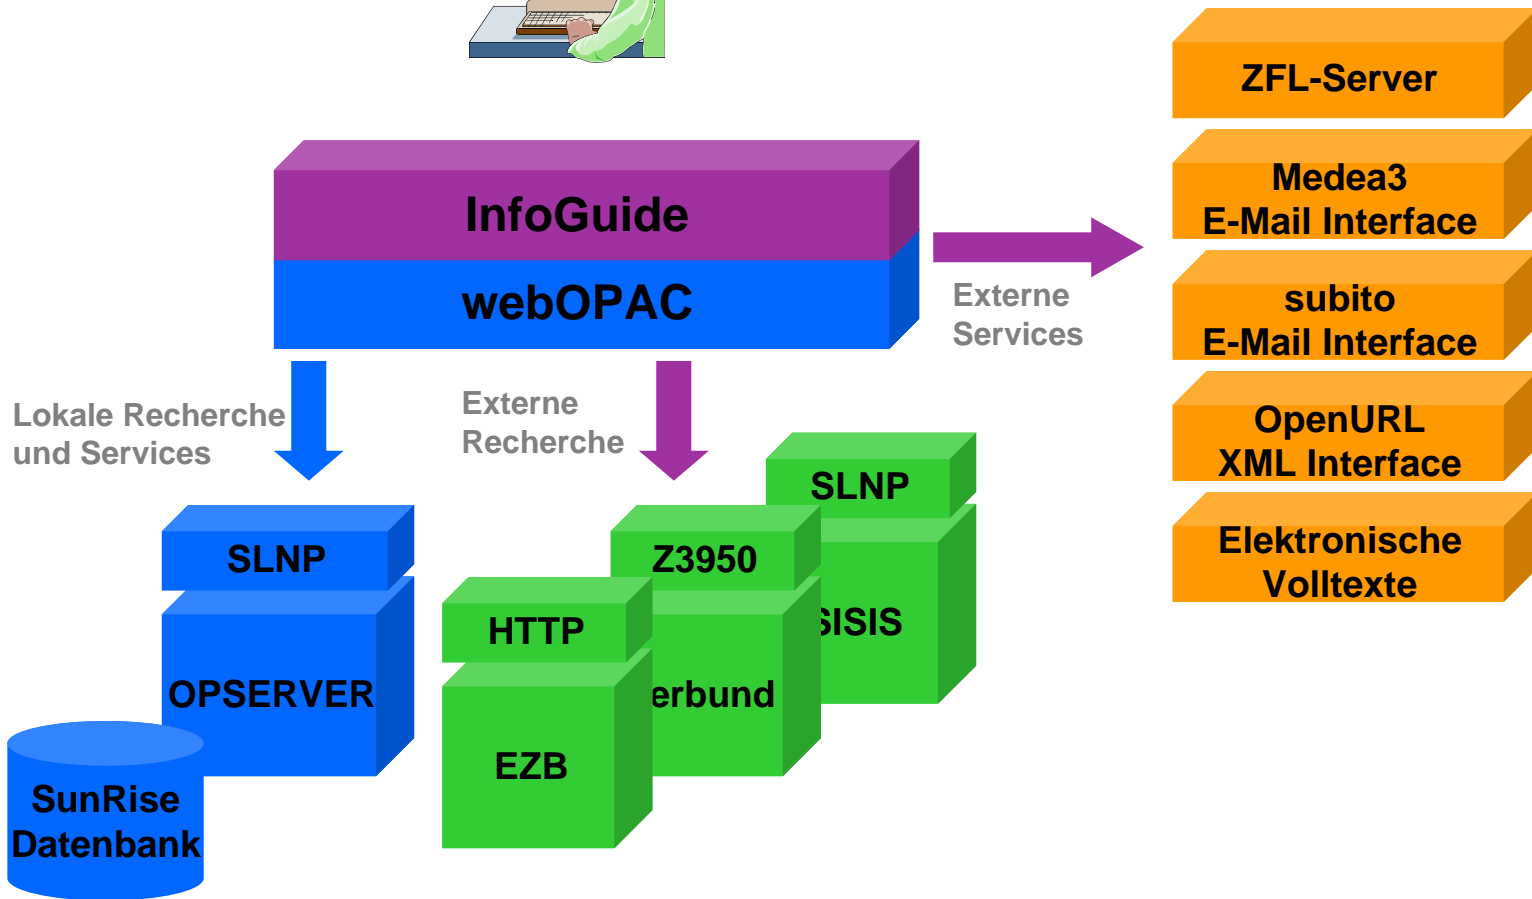 ZFL-Server
Medea3
E-Mail Interface
subito
E-Mail Interface
OpenURL
XML Interface
Elektronische
Volltexte
InfoGuide
webOPAC
Externe
Services
Lokale Recherche
und Services
Externe
Recherche
SLNP
OPSERVER
SunRise
Datenbank
HTTP
EZB
Z3950
erbund
SLNP
SISIS